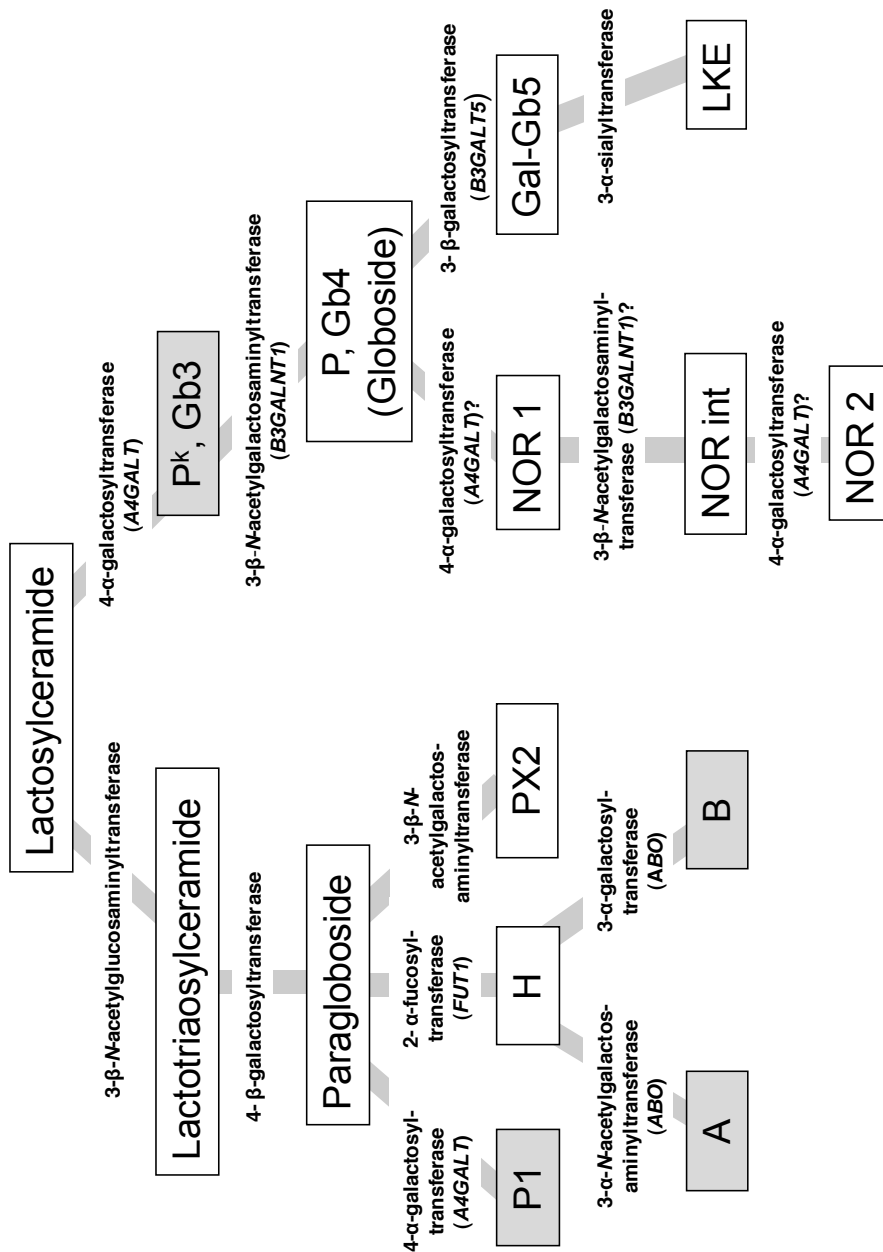 Lactosylceramide
3-β-N-acetylglucosaminyltransferase
4-α-galactosyltransferase
(A4GALT)
Lactotriaosylceramide
Pk, Gb3
4- β-galactosyltransferase
3-β-N-acetylgalactosaminyltransferase
(B3GALNT1)
Paragloboside
P, Gb4
(Globoside)
4-α-galactosyl-
transferase
(A4GALT)
2- α-fucosyl-
transferase
(FUT1)
3-β-N-
acetylgalactos-
aminyltransferase
4-α-galactosyltransferase
(A4GALT)?
3- β-galactosyltransferase
(B3GALT5)
P1
H
PX2
NOR 1
Gal-Gb5
3-α-N-acetylgalactos-
aminyltransferase
(ABO)
3-α-galactosyl-
transferase
(ABO)
3-β-N-acetylgalactosaminyl-
transferase (B3GALNT1)?
3-α-sialyltransferase
A
B
NOR int
LKE
4-α-galactosyltransferase
(A4GALT)?
NOR 2